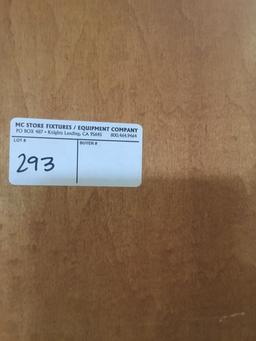 MC STORE FIXTURES / EQUIPMENT COMPANY
PO BOX 487 • Knights Landing, CA 95645 800.464.9464
LOT # BUYER #
293